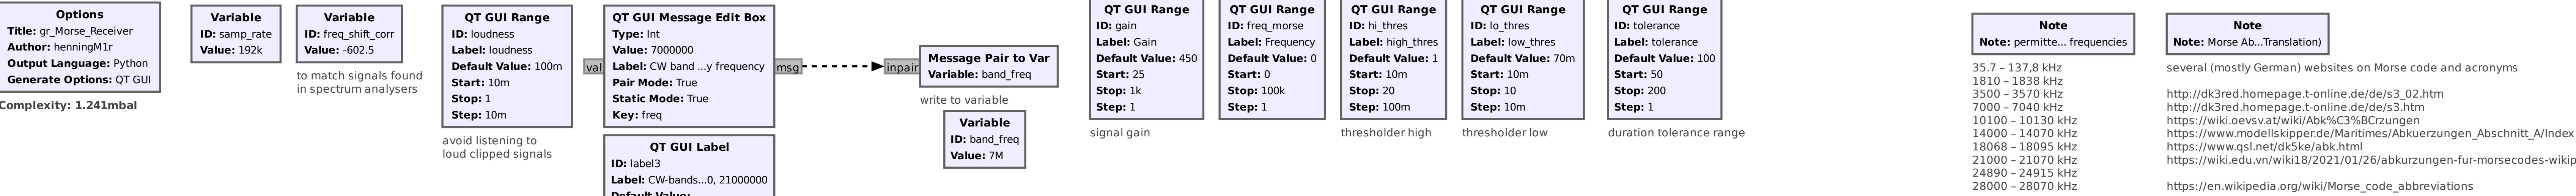 Options
Title: gr_Morse_Receiver
Author: henningM1r
Output Language: Python
Generate Options: QT GUI
Complexity: 1.241mbal
Variable
ID: samp_rate
Value: 192k
Variable
ID: freq_shift_corr
Value: -602.5
to match signals found
in spectrum analysers
QT GUI Range
ID: loudness
Label: loudness
Default Value: 100m
Start: 10m
Stop: 1
Step: 10m
avoid listening to
loud clipped signals
val
QT GUI Message Edit Box
Type: Int
Value: 7000000
Label: CW band ...y frequency
Pair Mode: True
Static Mode: True
Key: freq
msg
QT GUI Label
ID: label3
Label: CW-bands...0, 21000000
Default Value:
inpair
Message Pair to Var
Variable: band_freq
write to variable
Variable
ID: band_freq
Value: 7M
QT GUI Range
ID: gain
Label: Gain
Default Value: 450
Start: 25
Stop: 1k
Step: 1
signal gain
QT GUI Range
ID: freq_morse
Label: Frequency
Default Value: 0
Start: 0
Stop: 100k
Step: 1
QT GUI Range
ID: hi_thres
Label: high_thres
Default Value: 1
Start: 10m
Stop: 20
Step: 100m
thresholder high
QT GUI Range
ID: lo_thres
Label: low_thres
Default Value: 70m
Start: 10m
Stop: 10
Step: 10m
thresholder low
QT GUI Range
ID: tolerance
Label: tolerance
Default Value: 100
Start: 50
Stop: 200
Step: 1
duration tolerance range
Note
Note: permitte... frequencies
35.7 – 137,8 kHz
1810 – 1838 kHz
3500 – 3570 kHz
7000 – 7040 kHz
10100 – 10130 kHz
14000 – 14070 kHz
18068 – 18095 kHz
21000 – 21070 kHz
24890 – 24915 kHz
28000 – 28070 kHz
Note
Note: Morse Ab...Translation)
several (mostly German) websites on Morse code and acronyms
http://dk3red.homepage.t-online.de/de/s3_02.htm
http://dk3red.homepage.t-online.de/de/s3.htm
https://wiki.oevsv.at/wiki/Abk%C3%BCrzungen
https://www.modellskipper.de/Maritimes/Abkuerzungen_Abschnitt_A/Index
https://www.qsl.net/dk5ke/abk.html
https://wiki.edu.vn/wiki18/2021/01/26/abkurzungen-fur-morsecodes-wikip
https://en.wikipedia.org/wiki/Morse_code_abbreviations